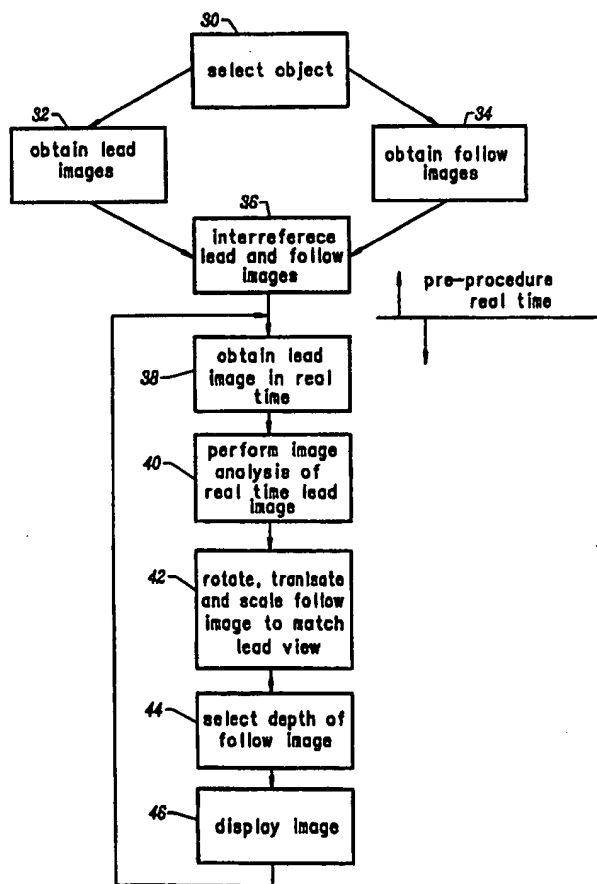 30
select object
32
obtain lead
images
34
obtain follow
images
36
interreferece
lead and follow
images
pre-procedure
real time
38
obtain lead
image in real
time
40
perform image
analysis of
real time lead
image
42
rotate, tranlsate
and scale follow
image to match
lead view
44
select depth of
follow image
46
display image